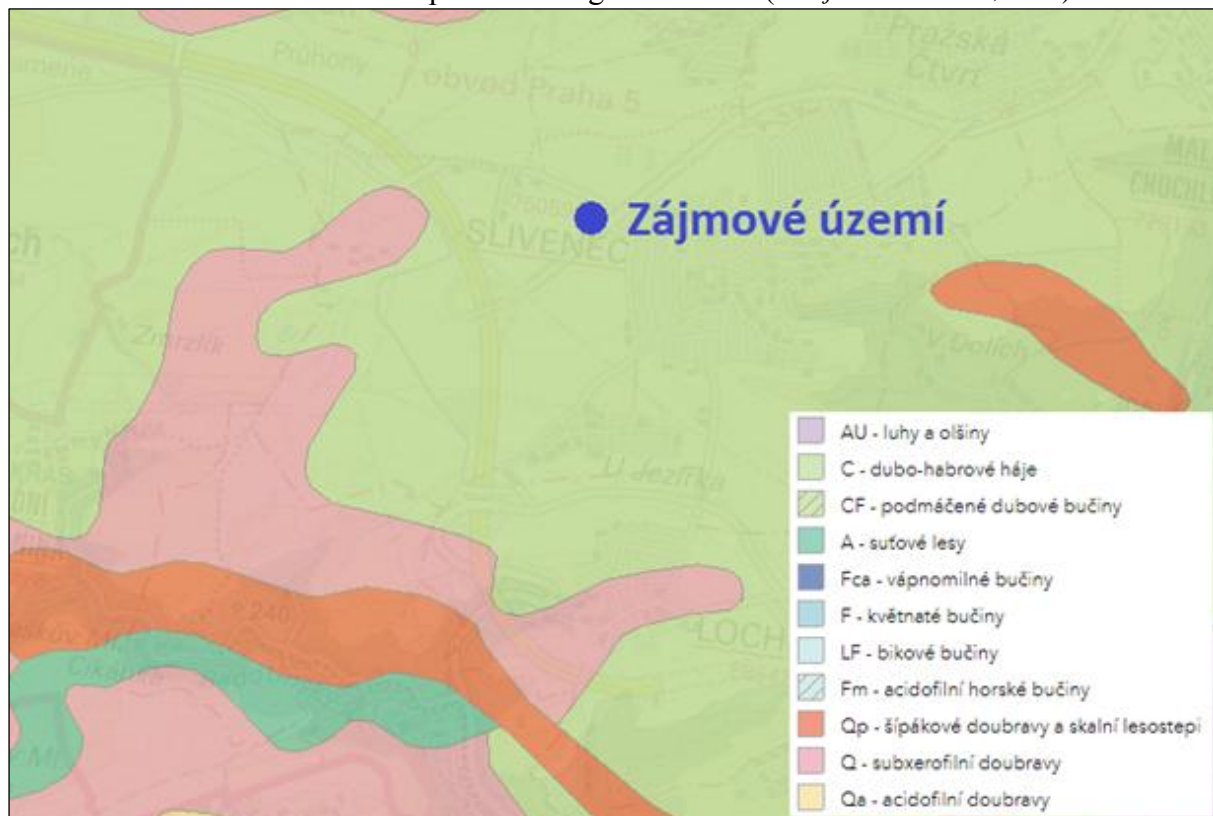 Průhony
obvod Praha 5
Pražská
Čtvrť
SLIVENEC
Zájmové území
Zmrzlík
V Dolích
U Jezírka
240
LOCH
Cikánka
AU - luhy a olšiny
C - dubo-habrové háje
CF - podmáčené dubové bučiny
A - suťové lesy
Fca - vápnomilné bučiny
F - květnaté bučiny
LF - bikové bučiny
Fm - acidofilní horské bučiny
Qp - šípákové doubravy a skalní lesostepi
Q - subxerofilní doubravy
Qa - acidofilní doubravy